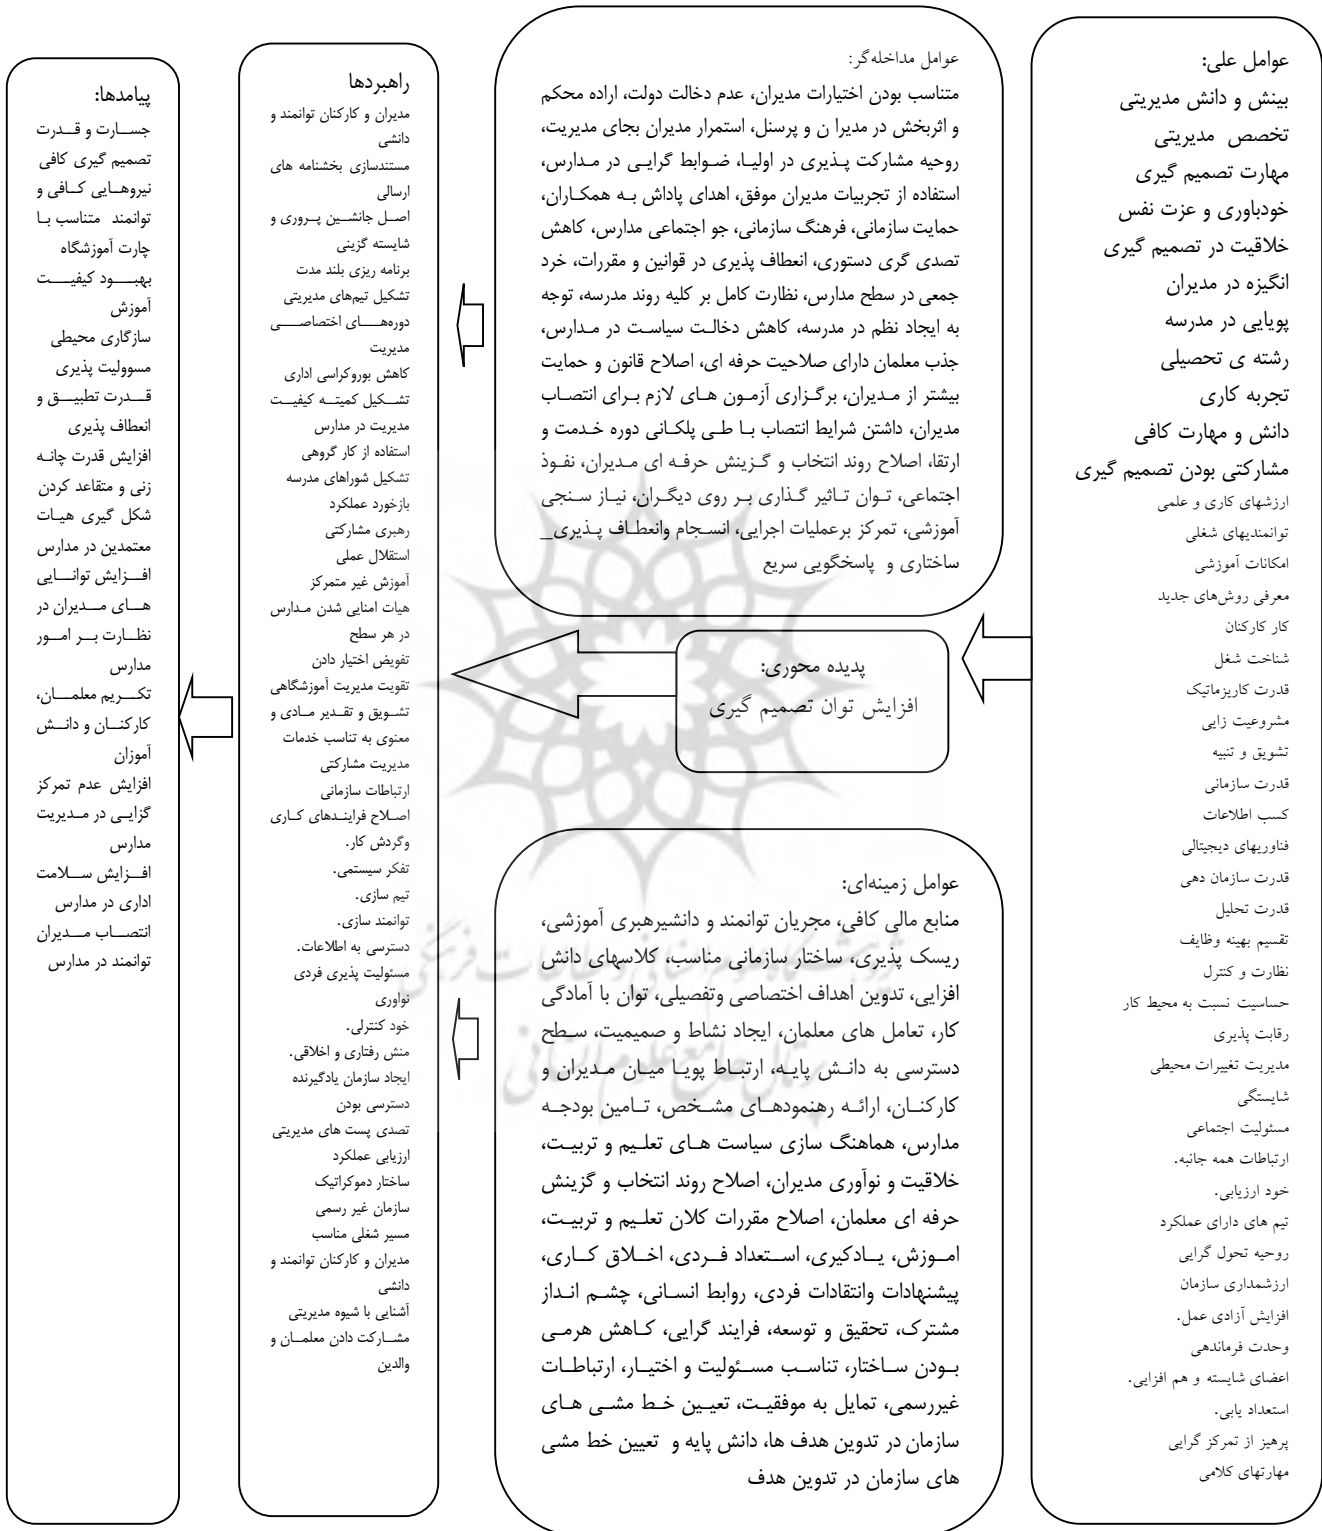 عوامل علی:
بینش و دانش مدیریتی
تخصص مدیریتی
مهارت تصمیم گیری
خودباوری و عزت نفس
خلاقیت در تصمیم گیری
انگیزه در مدیران
پویایی در مدرسه
رشته ی تحصیلی
تجربه کاری
دانش و مهارت کافی
مشارکتی بودن تصمیم گیری
ارزشهای کاری و علمی
توانمندیهای شغلی
امکانات آموزشی
معرفی روش‌های جدید
کار کارکنان
شناخت شغل
قدرت کاریزماتیک
مشروعیت زایی
تشویق و تنبیه
قدرت سازمانی
کسب اطلاعات
فناوریهای دیجیتالی
قدرت سازمان دهی
قدرت تحلیل
تقسیم بهینه وظایف
نظارت و کنترل
حساسیت نسبت به محیط کار
رقابت پذیری
مدیریت تغییرات محیطی
شایستگی
مسئولیت اجتماعی
ارتباطات همه جانبه.
خود ارزیابی.
تیم های دارای عملکرد
روحیه تحول گرایی
ارزشمداری سازمان
افزایش آزادی عمل.
وحدت فرماندهی
اعضای شایسته و هم افزایی.
استعداد یابی.
پرهیز از تمرکز گرایی
مهارتهای کلامی
عوامل مداخله‌گر:
متناسب بودن اختیارات مدیران، عدم دخالت دولت، اراده محکم
و اثربخش در مدیرا ن و پرسنل، استمرار مدیران بجای مدیریت،
روحیه مشارکت پذیری در اولیا، ضوابط گرایی در مدارس،
استفاده از تجربیات مدیران موفق، اهدای پاداش به همکاران،
حمایت سازمانی، فرهنگ سازمانی، جو اجتماعی مدارس، کاهش
تصدی گری دستوری، انعطاف پذیری در قوانین و مقررات، خرد
جمعی در سطح مدارس، نظارت کامل بر کلیه روند مدرسه، توجه
به ایجاد نظم در مدرسه، کاهش دخالت سیاست در مدارس،
جذب معلمان دارای صلاحیت حرفه ای، اصلاح قانون و حمایت
بیشتر از مدیران، برگزاری آزمون های لازم برای انتصاب
مدیران، داشتن شرایط انتصاب با طی پلکانی دوره خدمت و
ارتقا، اصلاح روند انتخاب و گزینش حرفه ای مدیران، نفوذ
اجتماعی، توان تاثیر گذاری بر روی دیگران، نیاز سنجی
آموزشی، تمرکز برعملیات اجرایی، انسجام وانعطاف پذیری_
ساختاری و پاسخگویی سریع
پدیده محوری:
افزایش توان تصمیم گیری
عوامل زمینه‌ای:
منابع مالی کافی، مجریان توانمند و دانشیرهبری آموزشی،
ریسک پذیری، ساختار سازمانی مناسب، کلاسهای دانش
افزایی، تدوین اهداف اختصاصی وتفصیلی، توان با آمادگی
کار، تعامل های معلمان، ایجاد نشاط و صمیمیت، سطح
دسترسی به دانش پایه، ارتباط پویا میان مدیران و
کارکنان، ارائه رهنمودهای مشخص، تامین بودجه
مدارس، هماهنگ سازی سیاست های تعلیم و تربیت،
خلاقیت و نوآوری مدیران، اصلاح روند انتخاب و گزینش
حرفه ای معلمان، اصلاح مقررات کلان تعلیم و تربیت،
اموزش، یادکیری، استعداد فردی، اخلاق کاری،
پیشنهادات وانتقادات فردی، روابط انسانی، چشم انداز
مشترک، تحقیق و توسعه، فرایند گرایی، کاهش هرمی
بودن ساختار، تناسب مسئولیت و اختیار، ارتباطات
غیررسمی، تمایل به موفقیت، تعیین خط مشی های
سازمان در تدوین هدف ها، دانش پایه و تعیین خط مشی
های سازمان در تدوین هدف
راهبردها
مدیران و کارکنان توانمند و
دانشی
مستندسازی بخشنامه های
ارسالی
اصل جانشین پروری و
شایسته گزینی
برنامه ریزی بلند مدت
تشکیل تیم‌های مدیریتی
دوره‌های اختصاصی
مدیریت
کاهش بوروکراسی اداری
تشکیل کمیته کیفیت
مدیریت در مدارس
استفاده از کار گروهی
تشکیل شوراهای مدرسه
بازخورد عملکرد
رهبری مشارکتی
استقلال عملی
آموزش غیر متمرکز
هیات امنایی شدن مدارس
در هر سطح
تفویض اختیار دادن
تقویت مدیریت آموزشگاهی
تشویق و تقدیر مادی و
معنوی به تناسب خدمات
مدیریت مشارکتی
ارتباطات سازمانی
اصلاح فرایندهای کاری
وگردش کار.
تفکر سیستمی.
تیم سازی.
توانمند سازی.
دسترسی به اطلاعات.
مسئولیت پذیری فردی
نواوری
خود کنترلی.
منش رفتاری و اخلاقی.
ایجاد سازمان یادگیرنده
دسترسی بودن
تصدی پست های مدیریتی
ارزیابی عملکرد
ساختار دموکراتیک
سازمان غیر رسمی
مسیر شغلی مناسب
مدیران و کارکنان توانمند و
دانشی
آشنایی با شیوه مدیریتی
مشارکت دادن معلمان و
والدین
پیامدها:
جسارت و قدرت
تصمیم گیری کافی
نیروهایی کافی و
توانمند متناسب با
چارت آموزشگاه
بهبود کیفیت
آموزش
سازگاری محیطی
مسوولیت پذیری
قدرت تطبیق و
انعطاف پذیری
افزایش قدرت چانه
زنی و متقاعد کردن
شکل گیری هیات
معتمدین در مدارس
افزایش توانایی
های مدیران در
نظارت بر امور
مدارس
تکریم معلمان،
کارکنان و دانش
آموزان
افزایش عدم تمرکز
گزایی در مدیریت
مدارس
افزایش سلامت
اداری در مدارس
انتصاب مدیران
توانمند در مدارس
پژوهشگاه علوم انسانی و مطالعات فرهنگی
پرتال جامع علوم انسانی